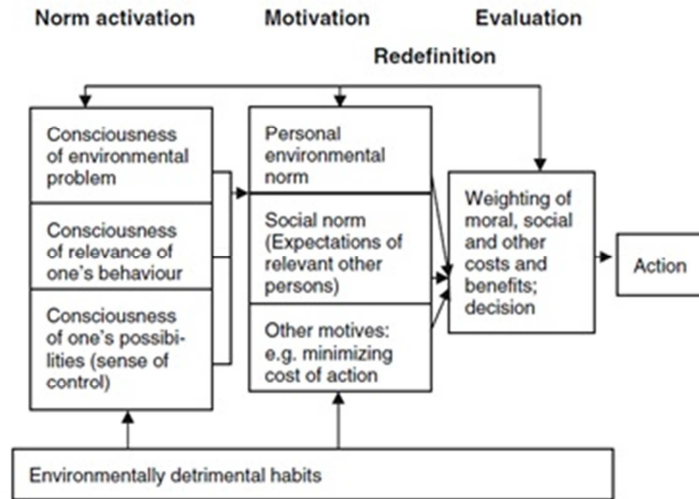 Norm activation
Motivation
Evaluation
Redefinition
Consciousness
of environmental
problem
Consciousness
of relevance of
one's behaviour
Consciousness
of one's possibi-
lities (sense of
control)
Personal
environmental
norm
Social norm
(Expectations of
relevant other
persons)
Other motives:
e.g. minimizing
cost of action
Weighting of
moral, social
and other
costs and
benefits;
decision
Action
Environmentally detrimental habits